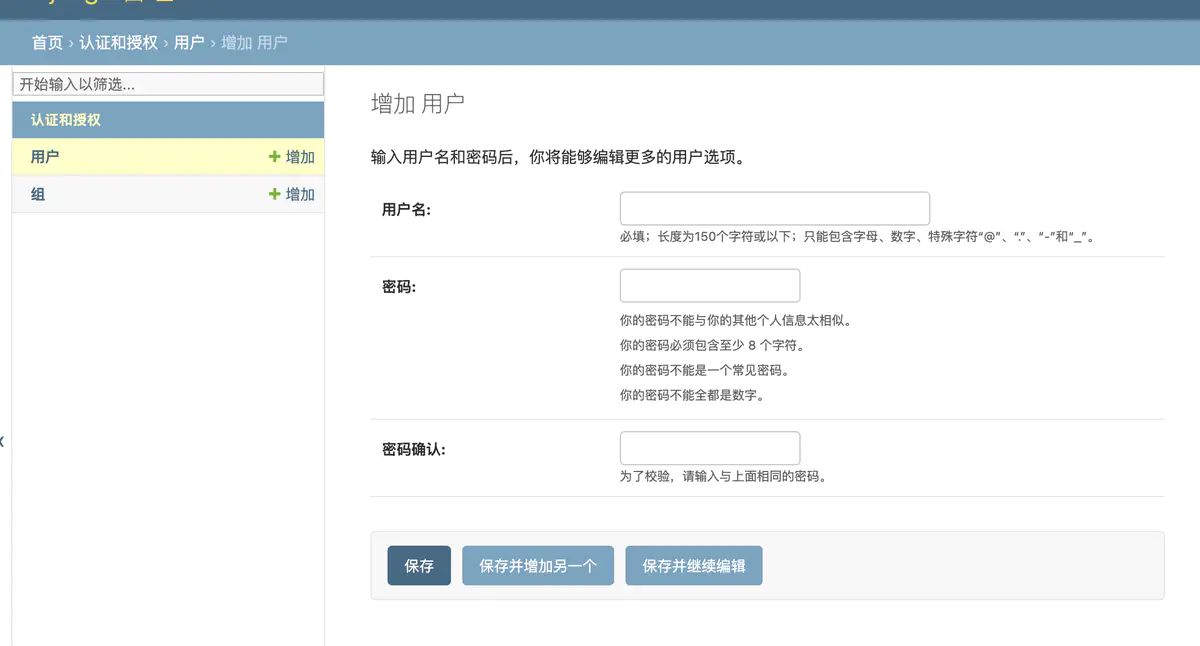 首页 › 认证和授权 › 用户 › 增加 用户
开始输入以筛选...
认证和授权
用户 增加
组 增加
增加 用户
输入用户名和密码后，你将能够编辑更多的用户选项。
用户名:
必填；长度为150个字符或以下；只能包含字母、数字、特殊字符“@”、“.”、“-”和“_”。
密码:
你的密码不能与你的其他个人信息太相似。
你的密码必须包含至少 8 个字符。
你的密码不能是一个常见密码。
你的密码不能全都是数字。
密码确认:
为了校验，请输入与上面相同的密码。
保存 保存并增加另一个 保存并继续编辑